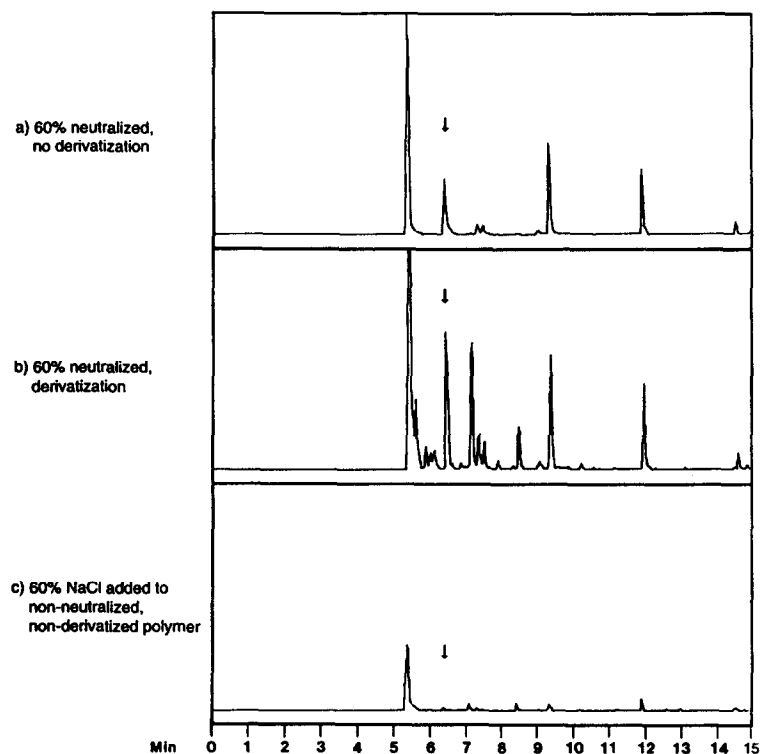 a) 60% neutralized,
no derivatization
b) 60% neutralized,
derivatization
c) 60% NaCl added to
non-neutralized,
non-derivatized polymer
Min 0 1 2 3 4 5 6 7 8 9 10 11 12 13 14 15